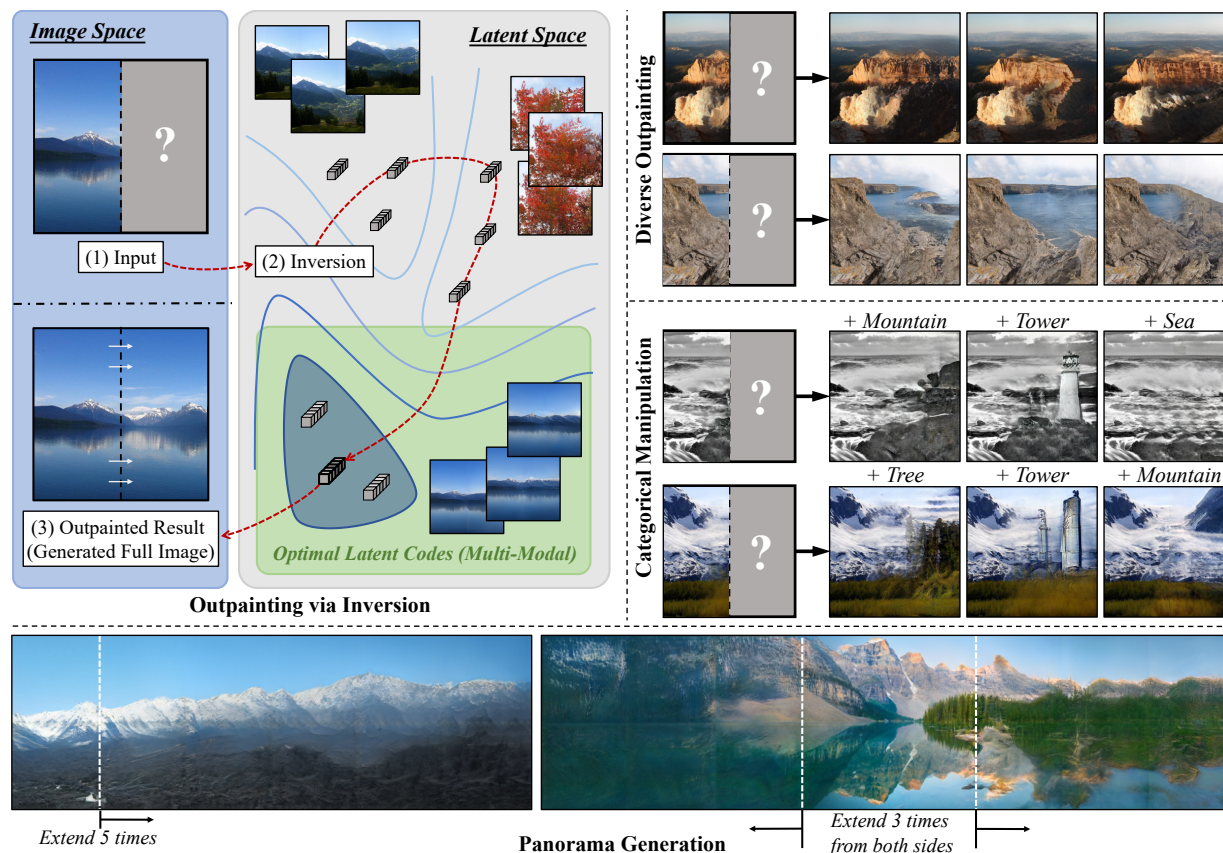 Image Space
?
(1) Input
(3) Outpainted Result
(Generated Full Image)
Latent Space
(2) Inversion
Optimal Latent Codes (Multi-Modal)
Outpainting via Inversion
Diverse Outpainting
?
?
Categorical Manipulation
+ Mountain
+ Tower
+ Sea
?
+ Tree
+ Tower
+ Mountain
?
Extend 5 times
Panorama Generation
Extend 3 times
from both sides